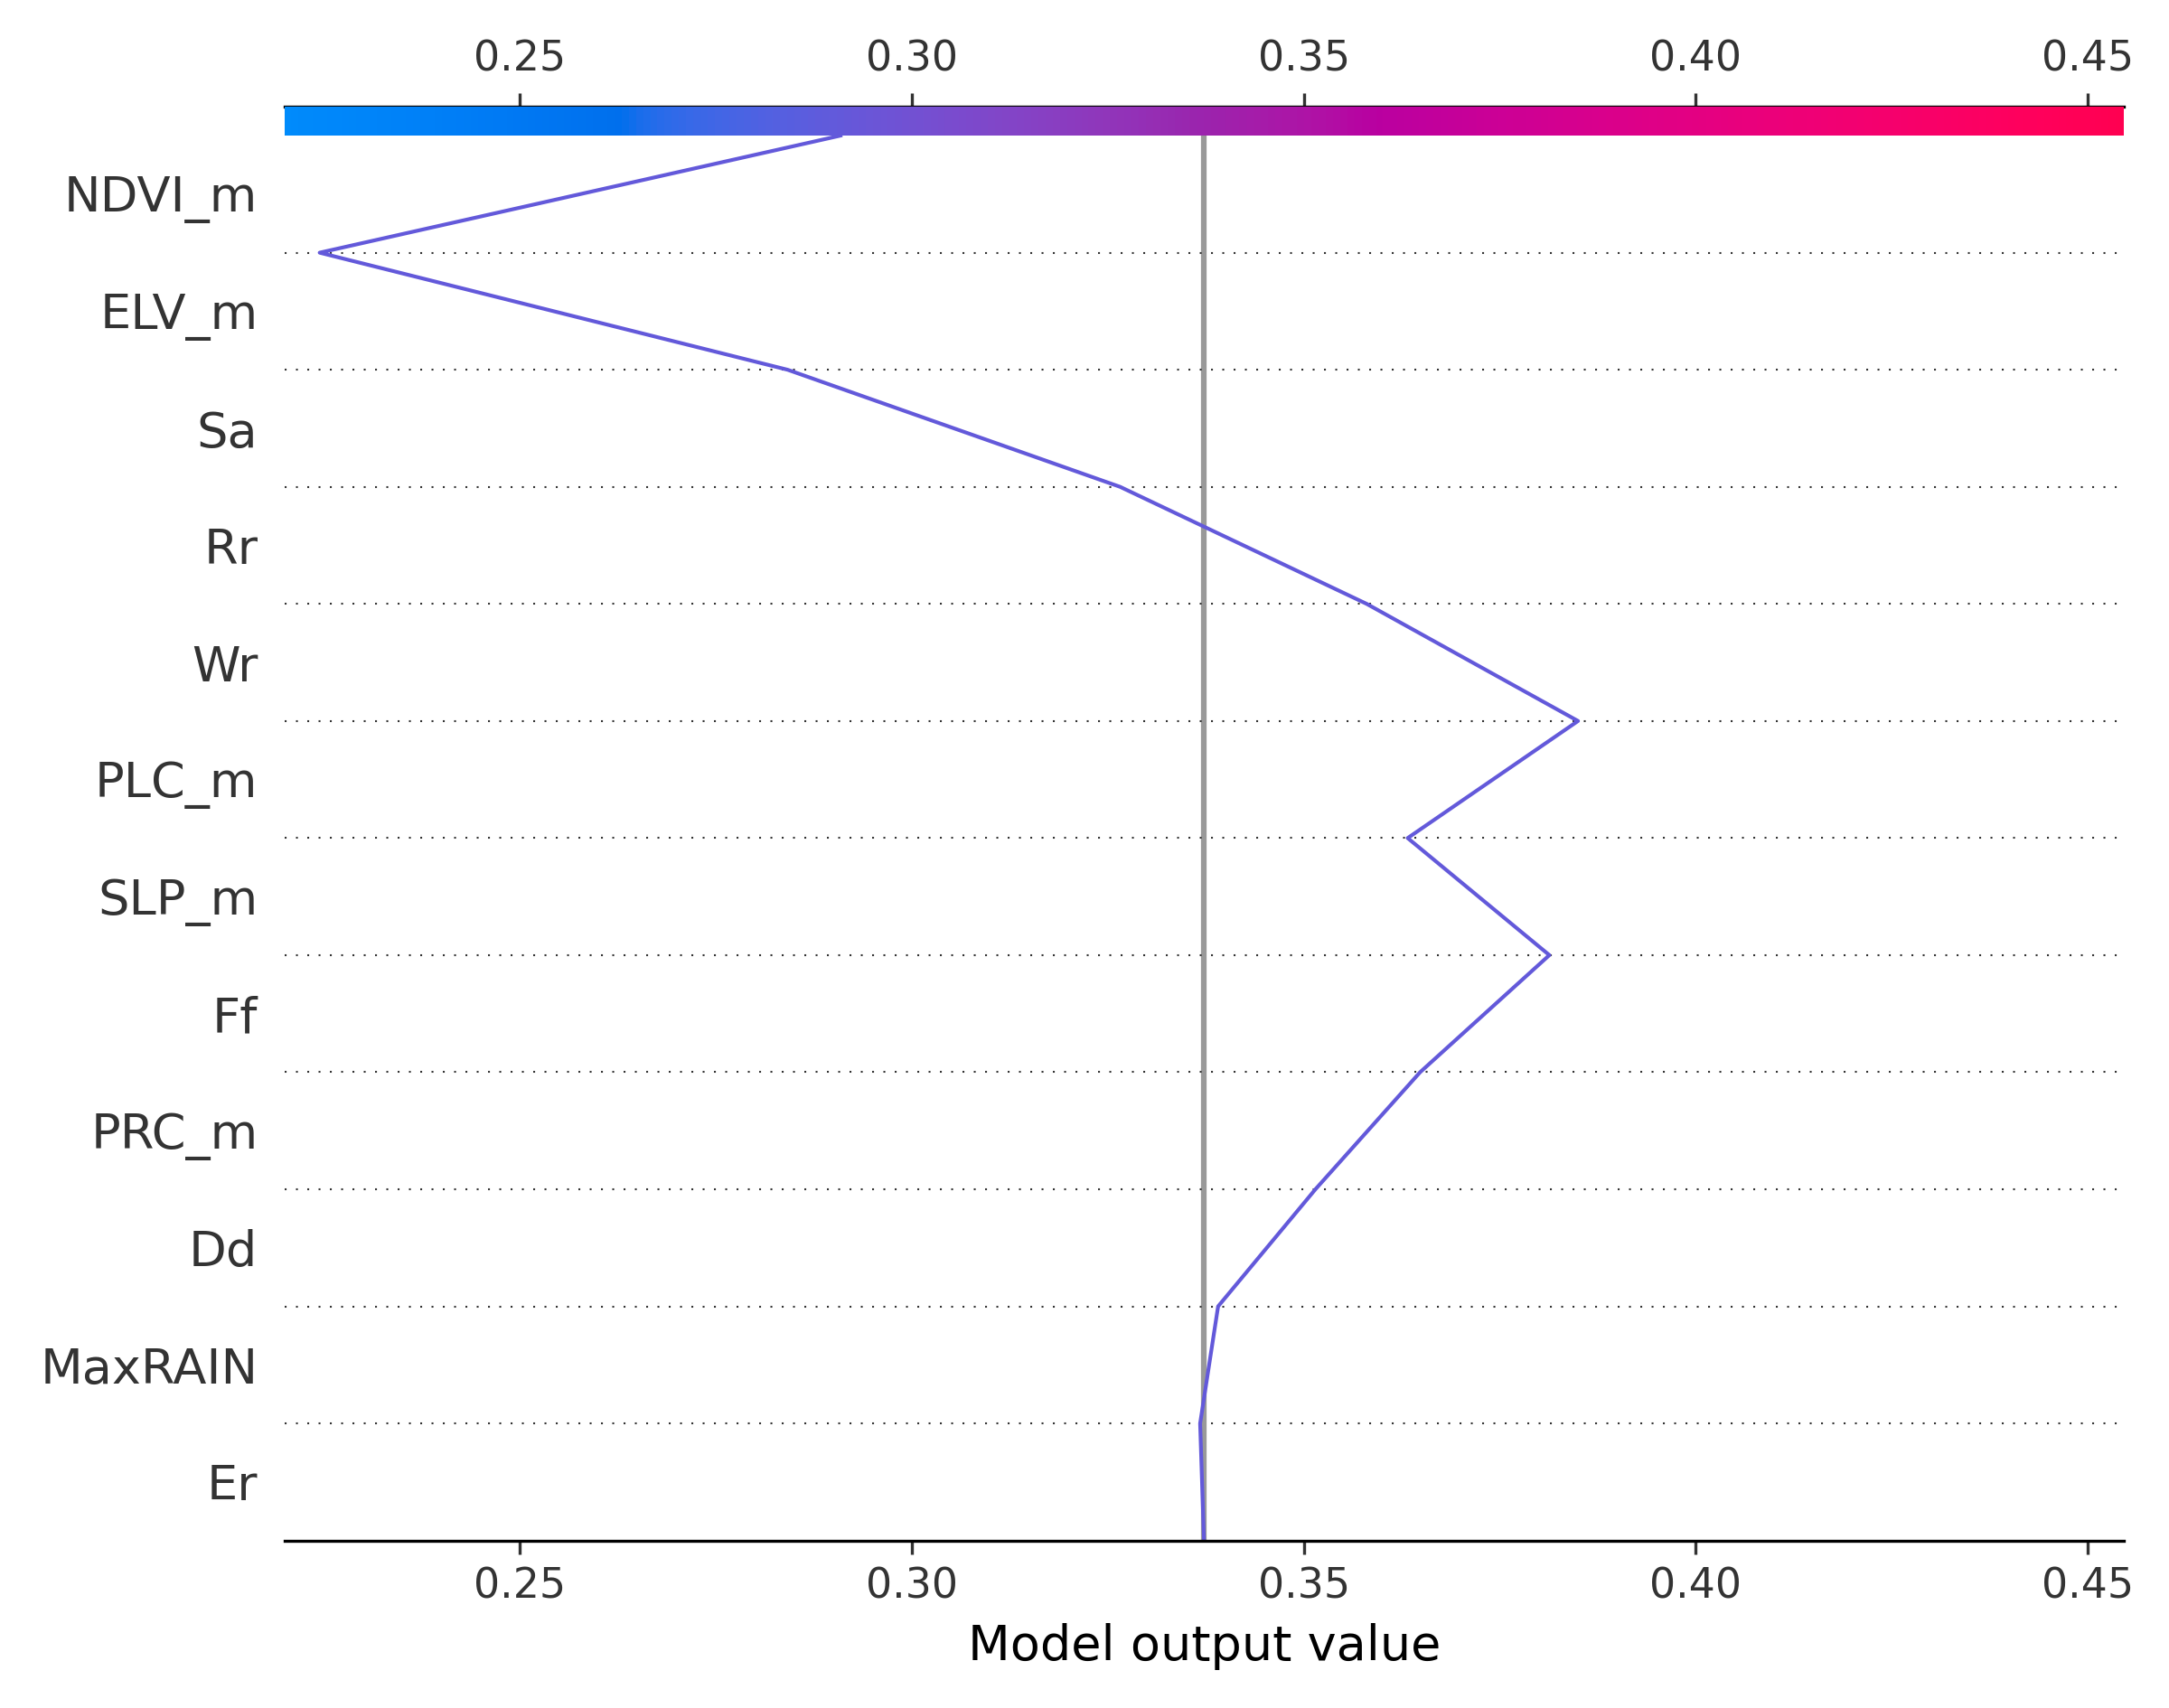 0.25 0.30 0.35 0.40 0.45
NDVI_m
ELV_m
Sa
Rr
Wr
PLC_m
SLP_m
Ff
PRC_m
Dd
MaxRAIN
Er
0.25 0.30 0.35 0.40 0.45
Model output value